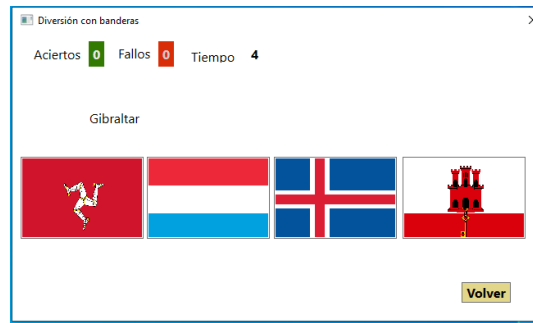 Diversión con banderas
Aciertos 0 Fallos 0 Tiempo 4
Gibraltar
Volver